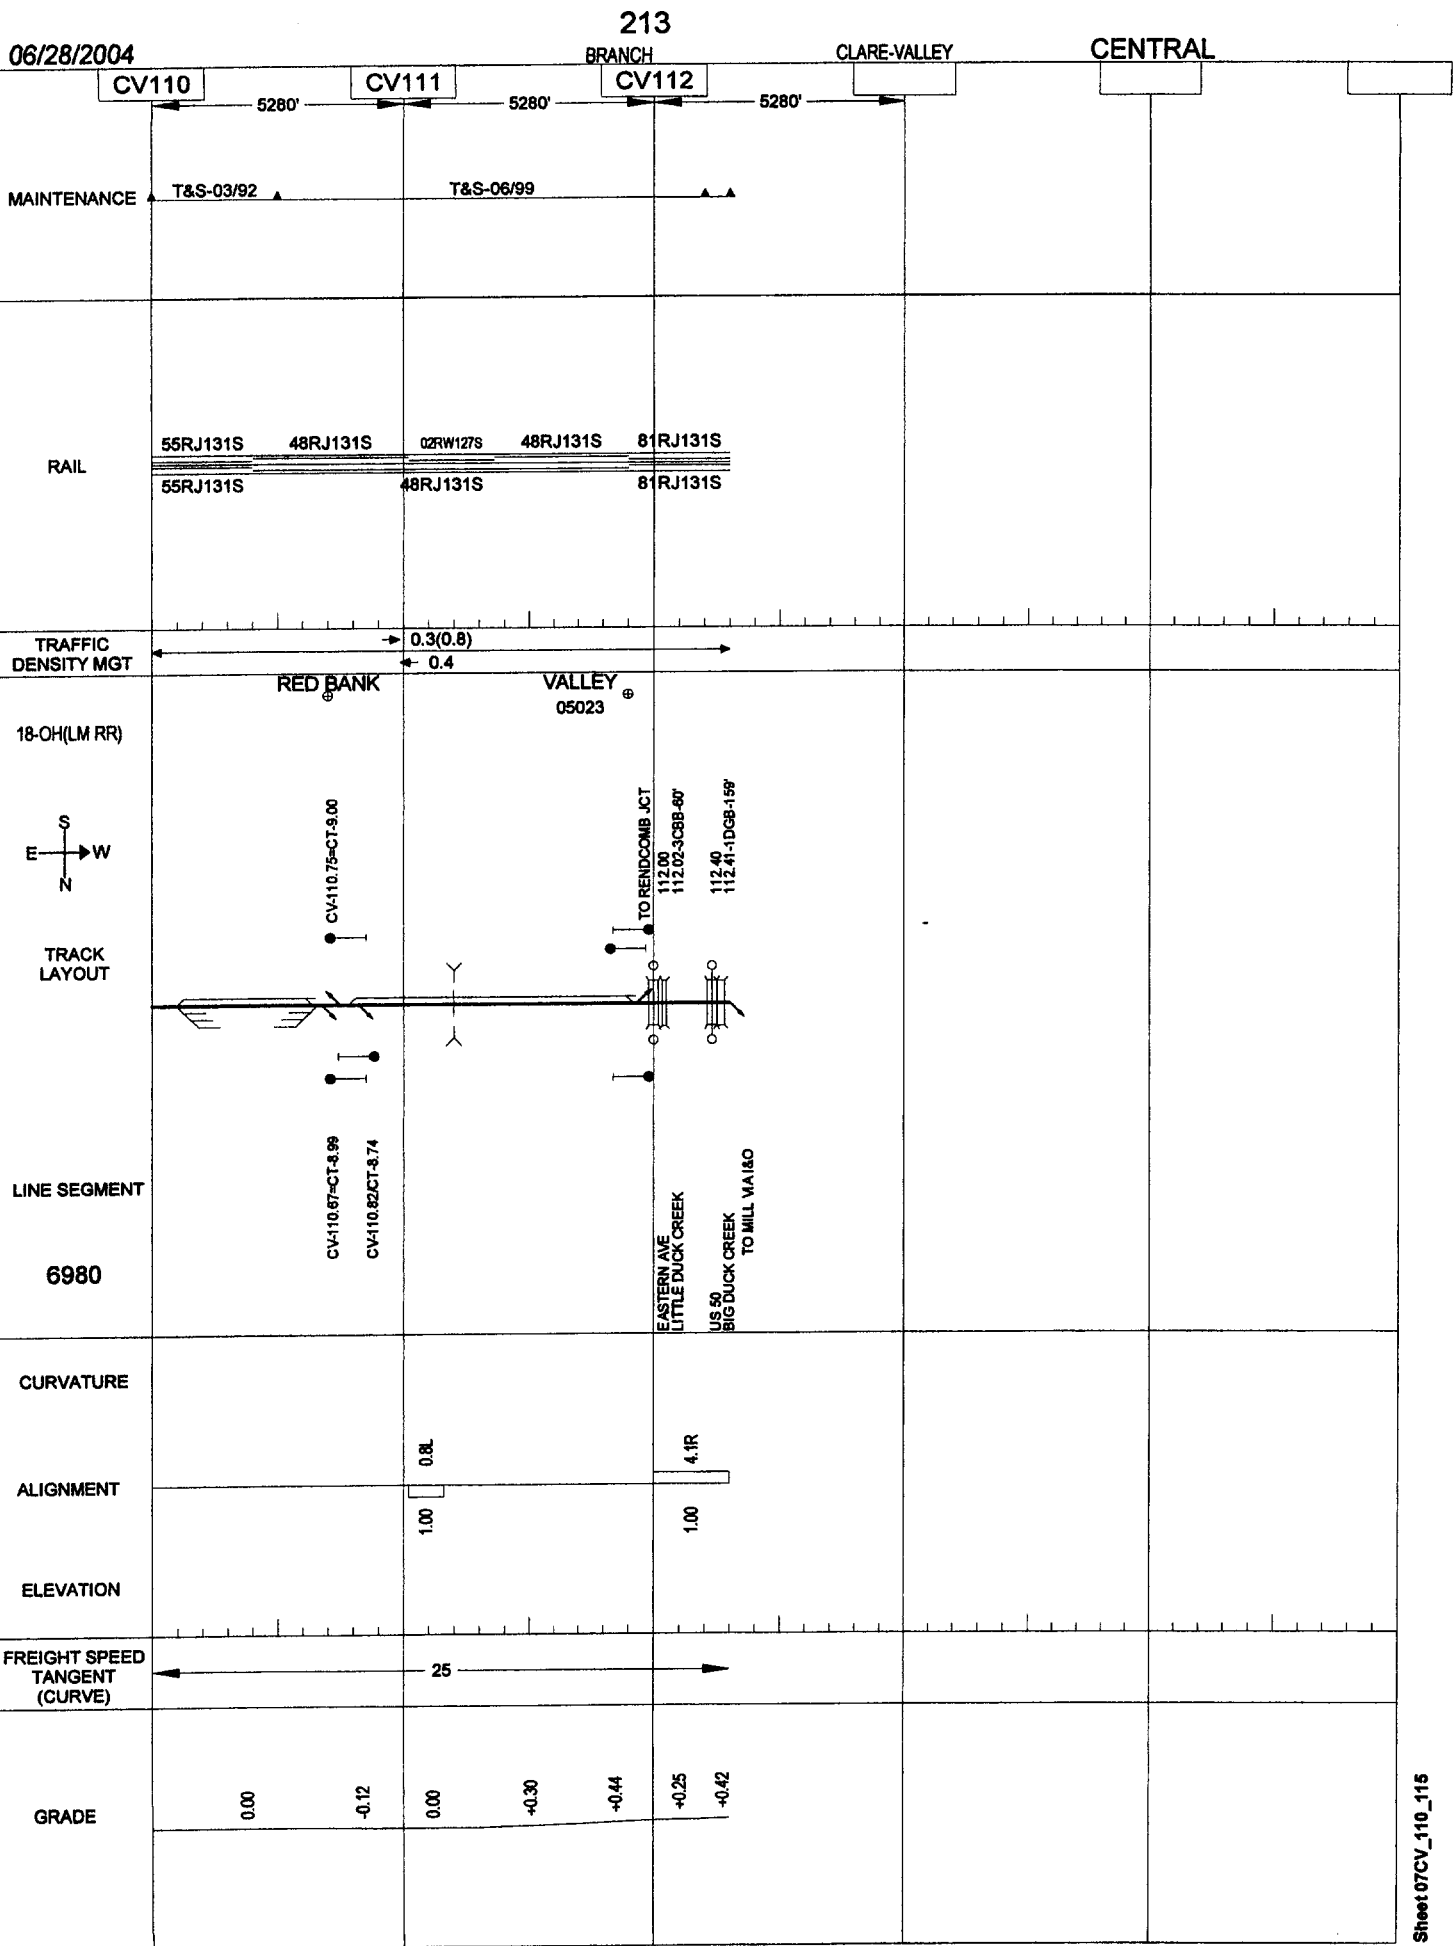 213
06/28/2004 BRANCH CLARE-VALLEY CENTRAL
CV110 CV111 CV112
5280' 5280' 5280'
MAINTENANCE T&S-03/92 T&S-06/99
55RJ131S 48RJ131S 02RW127S 48RJ131S 81RJ131S
RAIL
55RJ131S 48RJ131S 81RJ131S
TRAFFIC
DENSITY MGT
0.3(0.8)
0.4
RED BANK VALLEY
05023
18-OH(LM RR)
S
E W
N
CV-110.75=CT-9.00
TO RENDCOMB JCT
112.00
112.02-3CBB-60'
112.40
112.41-1DGB-159'
TRACK
LAYOUT
LINE SEGMENT
6980
CV-110.67=CT-8.99
CV-110.82/CT-8.74
EASTERN AVE
LITTLE DUCK CREEK
US 50
BIG DUCK CREEK
TO MILL VIA I&O
CURVATURE
0.8L 4.1R
ALIGNMENT
1.00 1.00
ELEVATION
FREIGHT SPEED
TANGENT
(CURVE)
25
GRADE
0.00 -0.12 0.00 +0.30 +0.44 +0.25 +0.42
Sheet 07CV_110_115